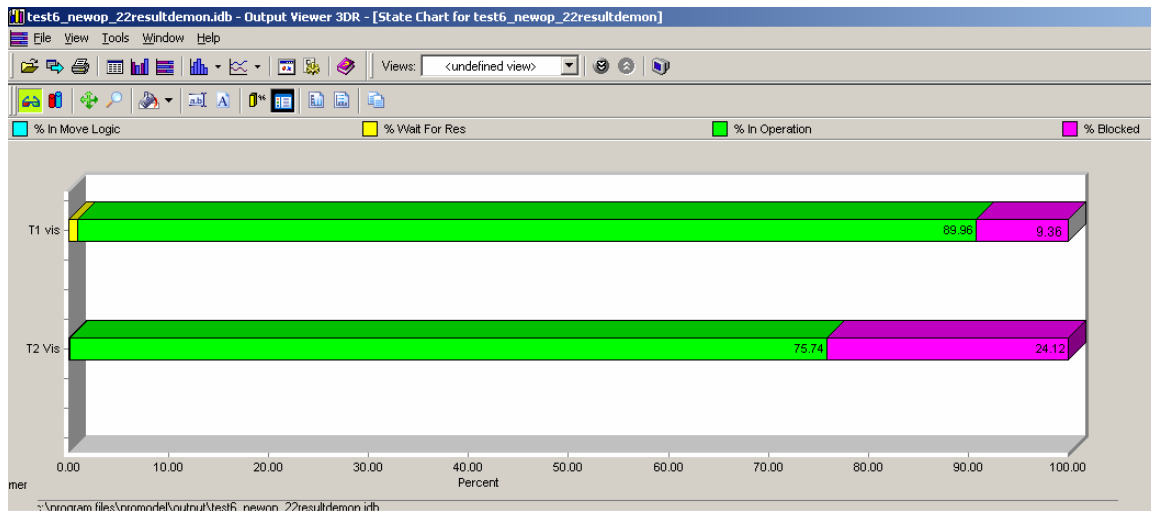 test6_newop_22resultdemon.idb - Output Viewer 3DR - [State Chart for test6_newop_22resultdemon]
File View Tools Window Help
Views: <undefined view>
% In Move Logic % Wait For Res % In Operation % Blocked
T1 vis 89.96 9.36
T2 Vis 75.74 24.12
0.00 10.00 20.00 30.00 40.00 50.00 60.00 70.00 80.00 90.00 100.00
Percent
mer
:\program files\promodel\output\test6_newop_22resultdemon.idb